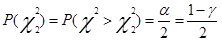 P(χ₂²) = P(χ² > χ₂²) = α/2 = (1−γ)/2